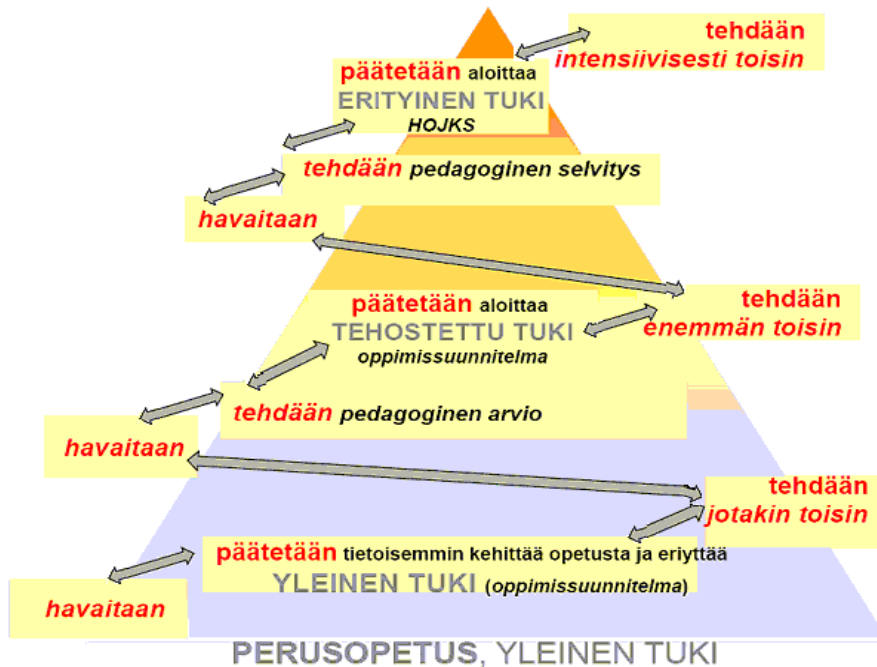 tehdään
intensiivisesti toisin
päätetään aloittaa
ERITYINEN TUKI
HOJKS
tehdään pedagoginen selvitys
havaitaan
päätetään aloittaa
TEHOSTETTU TUKI
oppimissuunnitelma
tehdään
enemmän toisin
tehdään pedagoginen arvio
havaitaan
tehdään
jotakin toisin
päätetään tietoisemmin kehittää opetusta ja eriyttää
YLEINEN TUKI (oppimissuunnitelma)
havaitaan
PERUSOPETUS, YLEINEN TUKI